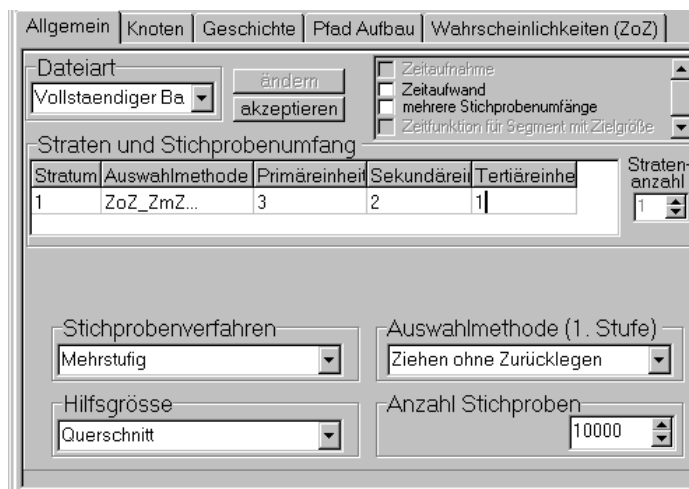 Allgemein Knoten Geschichte Pfad Aufbau Wahrscheinlichkeiten (ZoZ)
Dateiart
Vollstaendiger Ba
ändern
akzeptieren
Zeitaufnahme
Zeitaufwand
mehrere Stichprobenumfänge
Zeitfunktion für Segment mit Zielgröße
Straten und Stichprobenumfang
Stratum Auswahlmethode Primäreinheit Sekundärein Tertiäreinhe
1 ZoZ_ZmZ... 3 2 1
Straten-
anzahl
1
Stichprobenverfahren
Mehrstufig
Auswahlmethode (1. Stufe)
Ziehen ohne Zurücklegen
Hilfsgrösse
Querschnitt
Anzahl Stichproben
10000